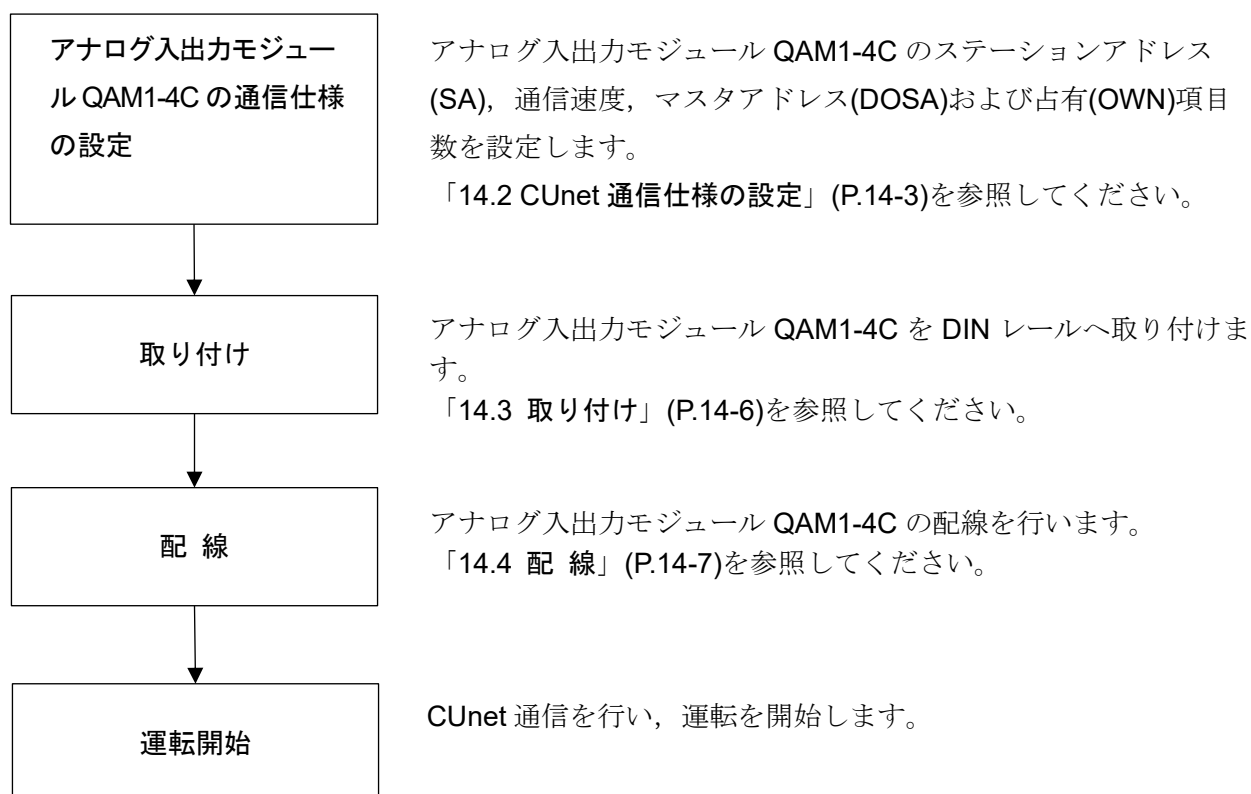 アナログ入出力モジュー
ル QAM1-4C の通信仕様
の設定
アナログ入出力モジュール QAM1-4C のステーションアドレス
(SA)，通信速度，マスタアドレス(DOSA)および占有(OWN)項目
数を設定します。
「14.2 CUnet 通信仕様の設定」(P.14-3)を参照してください。
取り付け
アナログ入出力モジュール QAM1-4C を DIN レールへ取り付けま
す。
「14.3 取り付け」(P.14-6)を参照してください。
配 線
アナログ入出力モジュール QAM1-4C の配線を行います。
「14.4 配 線」(P.14-7)を参照してください。
運転開始
CUnet 通信を行い，運転を開始します。